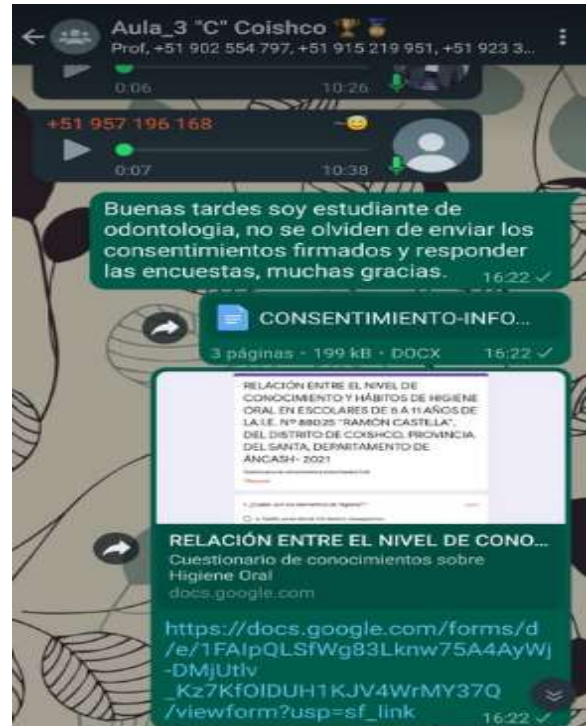 Aula_3 "C" Coishco 🏆🏅
Prof, +51 902 554 797, +51 915 219 951, +51 923 3...
0:06 10:26
+51 957 196 168 ~😊
0:07 10:38
Buenas tardes soy estudiante de
odontologia, no se olviden de enviar los
consentimientos firmados y responder
las encuestas, muchas gracias. 16:22
CONSENTIMIENTO-INFO...
3 páginas • 199 kB • DOCX 16:22
RELACIÓN ENTRE EL NIVEL DE
CONOCIMIENTO Y HÁBITOS DE HIGIENE
ORAL EN ESCOLARES DE 6 A 11 AÑOS DE
LA I.E. Nº 88025 "RAMÓN CASTILLA",
DEL DISTRITO DE COISHCO, PROVINCIA
DEL SANTA, DEPARTAMENTO DE
ÁNCASH- 2021
RELACIÓN ENTRE EL NIVEL DE CONO...
Cuestionario de conocimientos sobre
Higiene Oral
docs.google.com
https://docs.google.com/forms/d
/e/1FAIpQLSfWg83Lknw75A4AyWj
-DMjUtlv
_Kz7KfOlDUH1KJV4WrMY37Q
/viewform?usp=sf_link
16:22